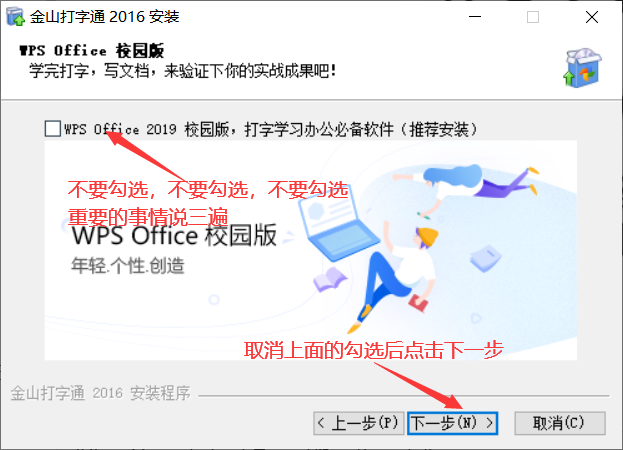 金山打字通 2016 安装
WPS Office 校园版
学完打字，写文档，来验证下你的实战成果吧！
WPS Office 2019 校园版，打字学习办公必备软件（推荐安装）
不要勾选，不要勾选，不要勾选
重要的事情说三遍
WPS Office 校园版
年轻.个性.创造
取消上面的勾选后点击下一步
金山打字通 2016 安装程序
< 上一步(P)
下一步(N) >
取消(C)